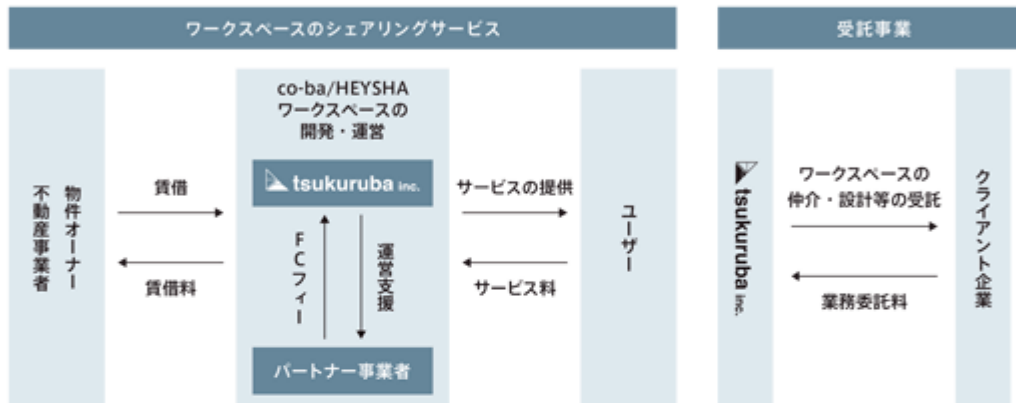 ワークスペースのシェアリングサービス
受託事業
物件オーナー
不動産事業者
賃借
賃借料
co-ba/HEYSHA
ワークスペースの
開発・運営
tsukuruba inc.
FCフィー
運営支援
パートナー事業者
サービスの提供
サービス料
ユーザー
tsukuruba inc.
ワークスペースの
仲介・設計等の受託
業務委託料
クライアント企業